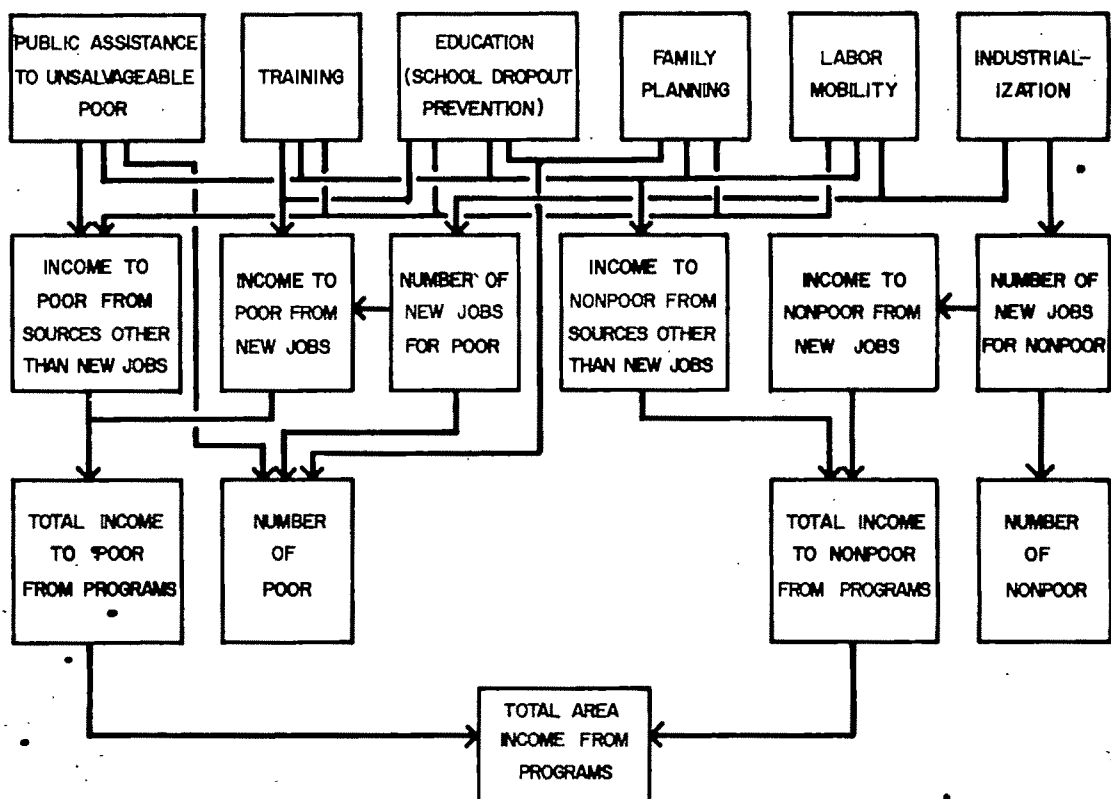 PUBLIC ASSISTANCE
TO UNSALVAGEABLE
POOR
TRAINING
EDUCATION
(SCHOOL DROPOUT
PREVENTION)
FAMILY
PLANNING
LABOR
MOBILITY
INDUSTRIAL-
IZATION
INCOME TO
POOR FROM
SOURCES OTHER
THAN NEW JOBS
INCOME TO
POOR FROM
NEW JOBS
NUMBER OF
NEW JOBS
FOR POOR
INCOME TO
NONPOOR FROM
SOURCES OTHER
THAN NEW JOBS
INCOME TO
NONPOOR FROM
NEW JOBS
NUMBER OF
NEW JOBS
FOR NONPOOR
TOTAL INCOME
TO POOR
FROM PROGRAMS
NUMBER
OF
POOR
TOTAL INCOME
TO NONPOOR
FROM PROGRAMS
NUMBER
OF
NONPOOR
TOTAL AREA
INCOME FROM
PROGRAMS